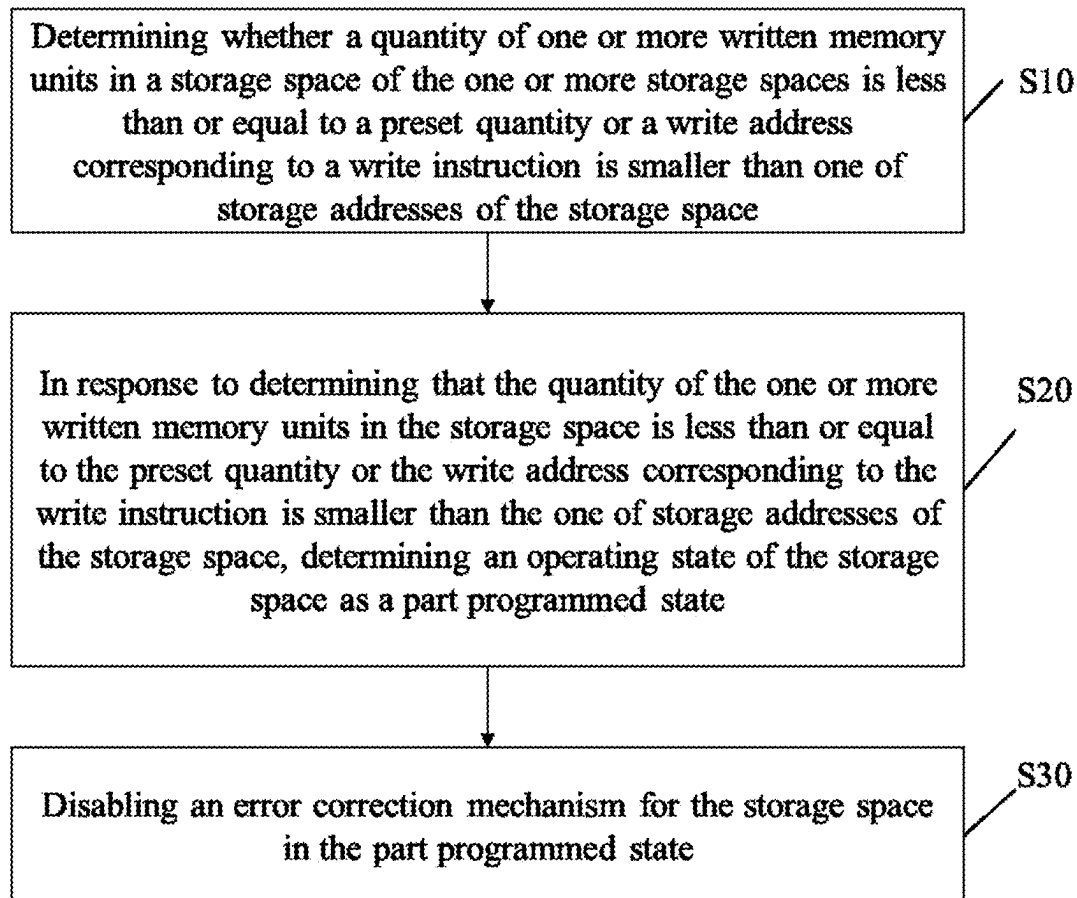 Determining whether a quantity of one or more written memory
units in a storage space of the one or more storage spaces is less
than or equal to a preset quantity or a write address
corresponding to a write instruction is smaller than one of
storage addresses of the storage space
S10
In response to determining that the quantity of the one or more
written memory units in the storage space is less than or equal
to the preset quantity or the write address corresponding to the
write instruction is smaller than the one of storage addresses of
the storage space, determining an operating state of the storage
space as a part programmed state
S20
Disabling an error correction mechanism for the storage space
in the part programmed state
S30